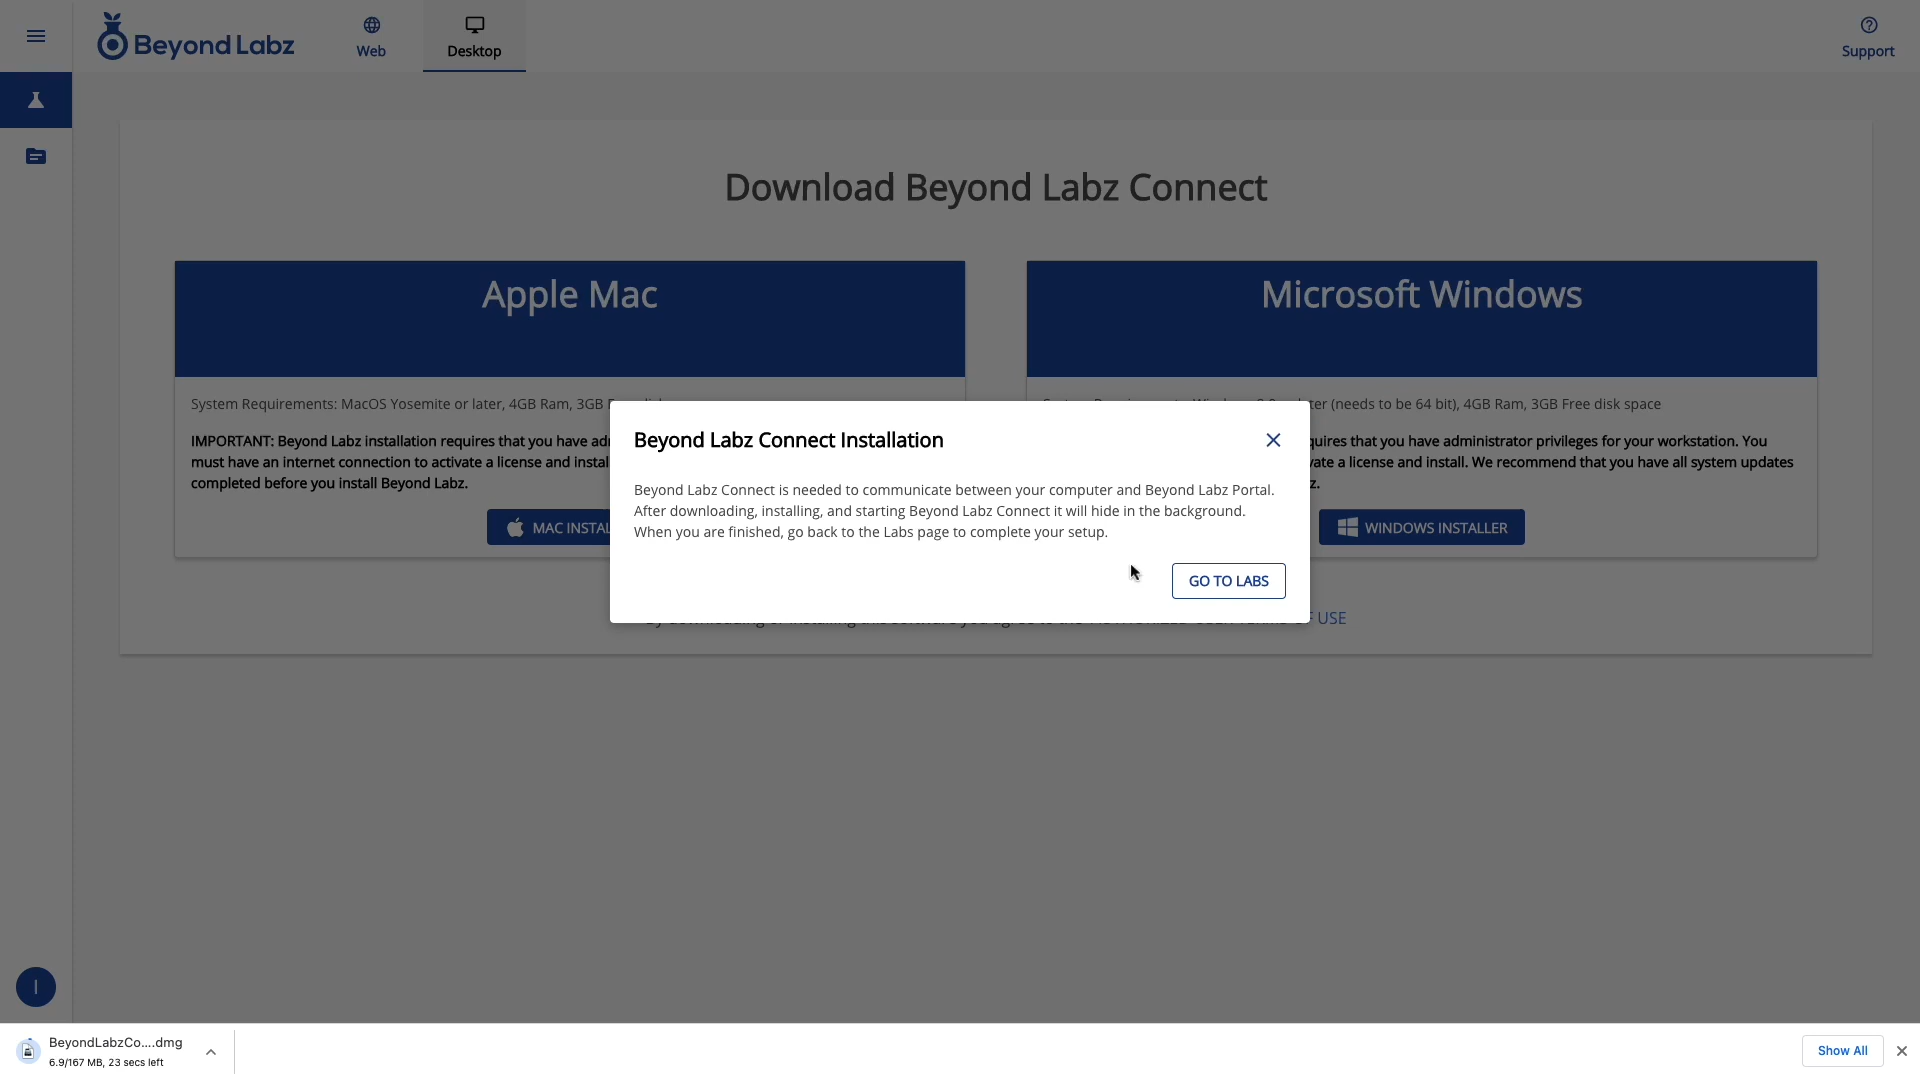 Beyond Labz
Web
Desktop
Support
Download Beyond Labz Connect
Apple Mac
System Requirements: MacOS Yosemite or later, 4GB Ram, 3GB
IMPORTANT: Beyond Labz installation requires that you have
must have an internet connection to activate a license and
completed before you install Beyond Labz.
MAC
Microsoft Windows
(needs to be 64 bit), 4GB Ram, 3GB Free disk space
that you have administrator privileges for your workstation. You
a license and install. We recommend that you have all system updates
WINDOWS INSTALLER
Beyond Labz Connect Installation
Beyond Labz Connect is needed to communicate between your computer and Beyond Labz Portal.
After downloading, installing, and starting Beyond Labz Connect it will hide in the background.
When you are finished, go back to the Labs page to complete your setup.
GO TO LABS
USE
I
BeyondLabzCo....dmg
6.9/167 MB, 23 secs left
Show All